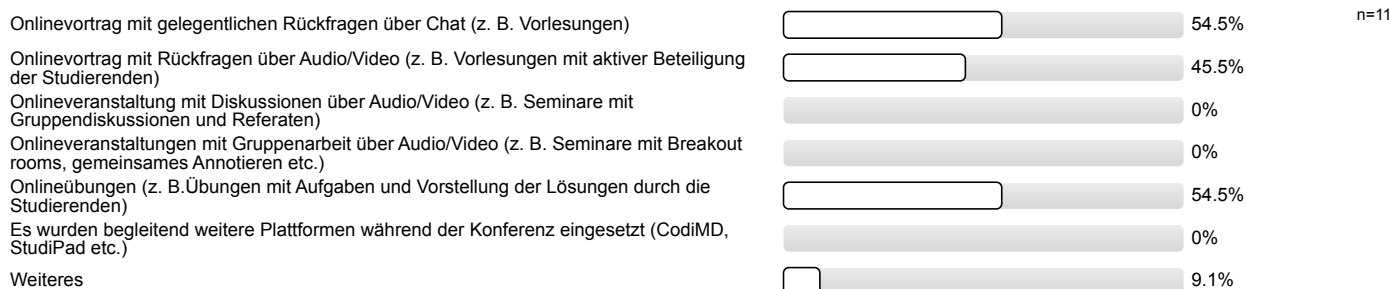 Onlinevortrag mit gelegentlichen Rückfragen über Chat (z. B. Vorlesungen) 54.5% n=11
Onlinevortrag mit Rückfragen über Audio/Video (z. B. Vorlesungen mit aktiver Beteiligung
der Studierenden) 45.5%
Onlineveranstaltung mit Diskussionen über Audio/Video (z. B. Seminare mit
Gruppendiskussionen und Referaten) 0%
Onlineveranstaltungen mit Gruppenarbeit über Audio/Video (z. B. Seminare mit Breakout
rooms, gemeinsames Annotieren etc.) 0%
Onlineübungen (z. B.Übungen mit Aufgaben und Vorstellung der Lösungen durch die
Studierenden) 54.5%
Es wurden begleitend weitere Plattformen während der Konferenz eingesetzt (CodiMD,
StudiPad etc.) 0%
Weiteres 9.1%